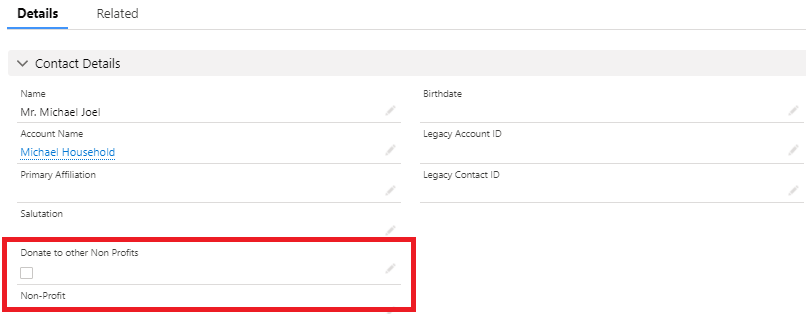 Details Related
Contact Details
Name
Mr. Michael Joel
Birthdate
Account Name
Michael Household
Legacy Account ID
Primary Affiliation
Legacy Contact ID
Salutation
Donate to other Non Profits
Non-Profit